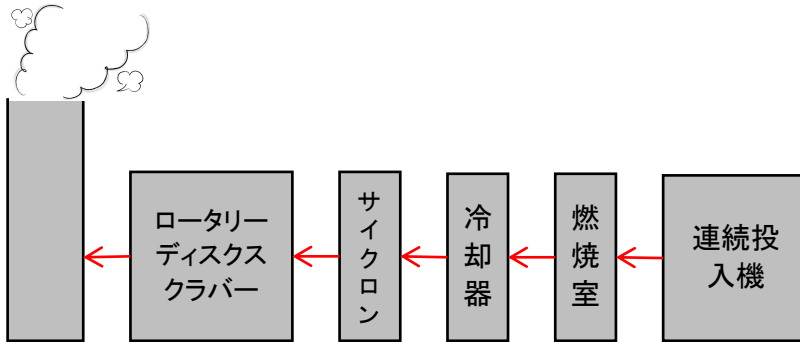 ロータリー
ディスクス
クラバー
サイクロン
冷却器
燃焼室
連続投
入機